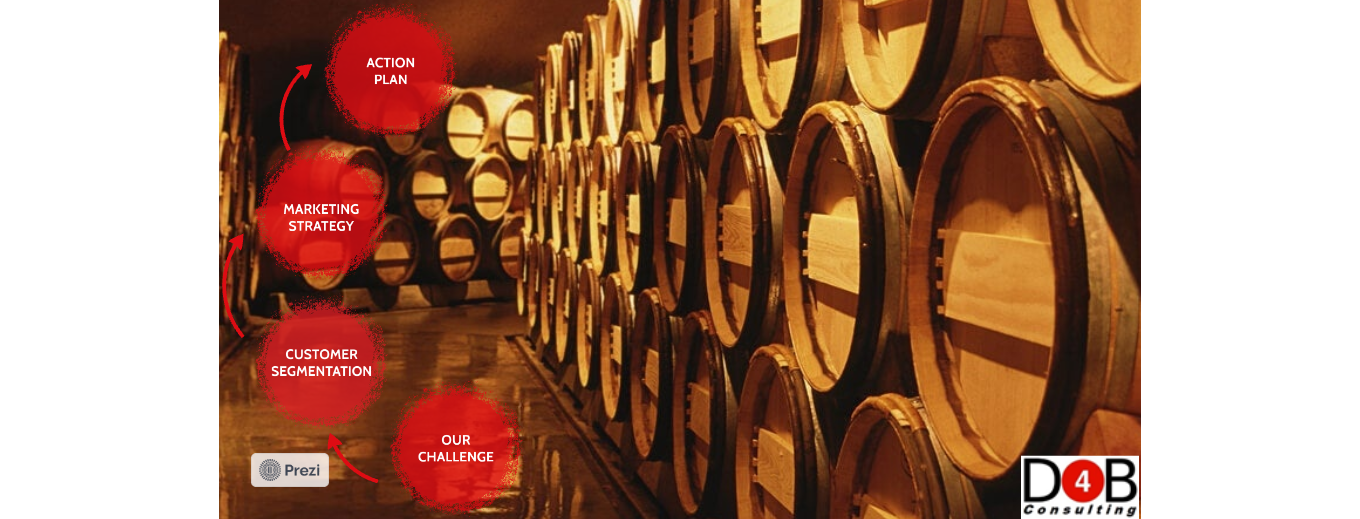 ACTION
PLAN
MARKETING
STRATEGY
CUSTOMER
SEGMENTATION
OUR
CHALLENGE
Prezi
D4B
Consulting